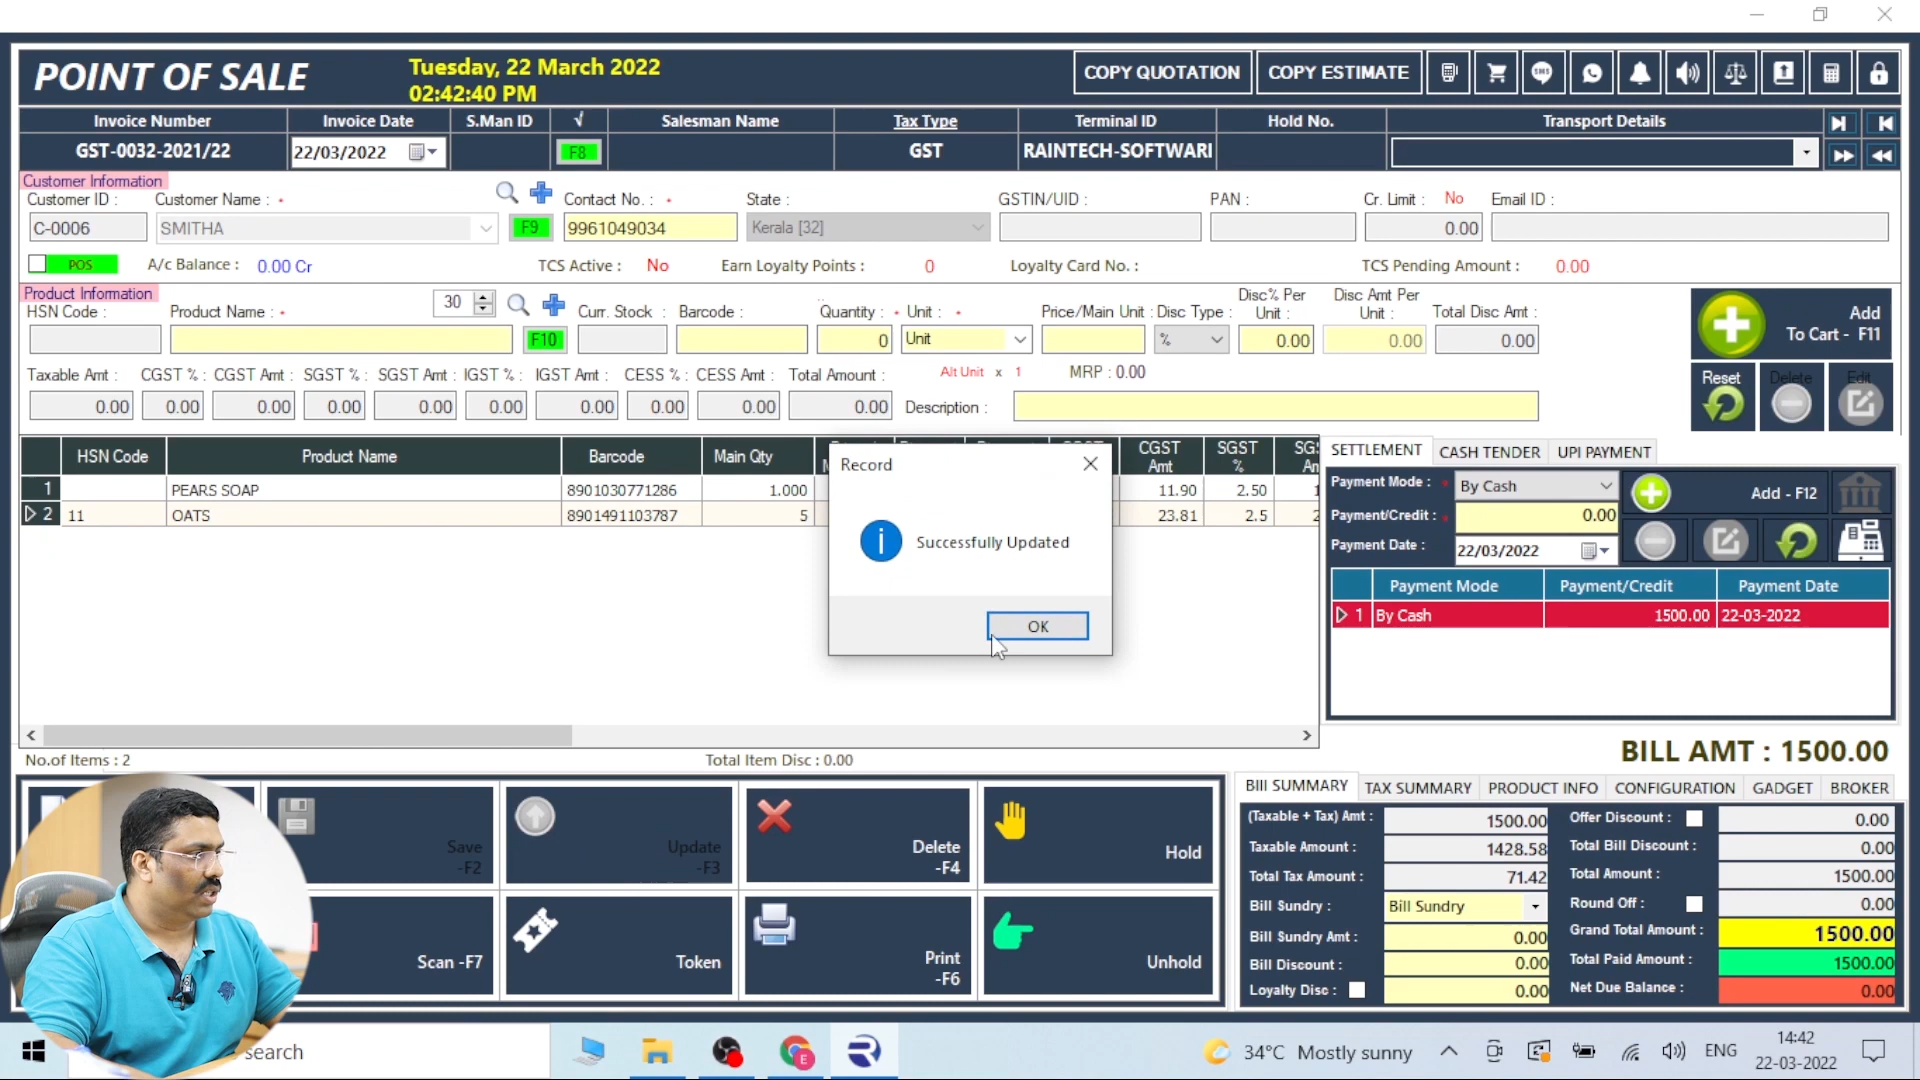 POINT OF SALE
Tuesday, 22 March 2022
02:42:40 PM
COPY QUOTATION
COPY ESTIMATE
SMS
Invoice Number
Invoice Date
S.Man ID
√
Salesman Name
Tax Type
Terminal ID
Hold No.
Transport Details
GST-0032-2021/22
22/03/2022
F8
GST
RAINTECH-SOFTWARI
Customer Information
Customer ID :
Customer Name : *
Contact No. : *
State :
GSTIN/UID :
PAN :
Cr. Limit :
No
Email ID :
C-0006
SMITHA
F9
9961049034
Kerala [32]
0.00
POS
A/c Balance :
0.00 Cr
TCS Active :
No
Earn Loyalty Points :
0
Loyalty Card No. :
TCS Pending Amount :
0.00
Product Information
HSN Code :
Product Name : *
30
Curr. Stock :
Barcode :
Quantity : *
Unit : *
Price/Main Unit :
Disc Type :
Disc% Per Unit :
Disc Amt Per Unit :
Total Disc Amt :
F10
0
Unit
%
0.00
0.00
0.00
Add To Cart - F11
Taxable Amt :
CGST % :
CGST Amt :
SGST % :
SGST Amt :
IGST % :
IGST Amt :
CESS % :
CESS Amt :
Total Amount :
Alt Unit x 1
MRP : 0.00
0.00
0.00
0.00
0.00
0.00
0.00
0.00
0.00
0.00
0.00
Description :
Reset
Delete
Edit
HSN Code
Product Name
Barcode
Main Qty
CGST Amt
SGST %
1
PEARS SOAP
8901030771286
1.000
11.90
2.50
2
11
OATS
8901491103787
5
23.81
2.5
Record
Successfully Updated
OK
SETTLEMENT
CASH TENDER
UPI PAYMENT
Payment Mode : *
By Cash
Add - F12
Payment/Credit : *
0.00
Payment Date :
22/03/2022
Payment Mode
Payment/Credit
Payment Date
1
By Cash
1500.00
22-03-2022
No.of Items : 2
Total Item Disc : 0.00
BILL AMT : 1500.00
Save -F2
Update -F3
Delete -F4
Hold
Scan -F7
Token
Print -F6
Unhold
Bill SUMMARY
TAX SUMMARY
PRODUCT INFO
CONFIGURATION
GADGET
BROKER
(Taxable + Tax) Amt :
1500.00
Offer Discount :
0.00
Taxable Amount :
1428.58
Total Bill Discount :
0.00
Total Tax Amount :
71.42
Total Amount :
1500.00
Bill Sundry :
Bill Sundry
Round Off :
0.00
Bill Sundry Amt :
0.00
Grand Total Amount :
1500.00
Bill Discount :
0.00
Total Paid Amount :
1500.00
Loyalty Disc :
0.00
Net Due Balance :
0.00
search
34°C Mostly sunny
ENG
14:42
22-03-2022